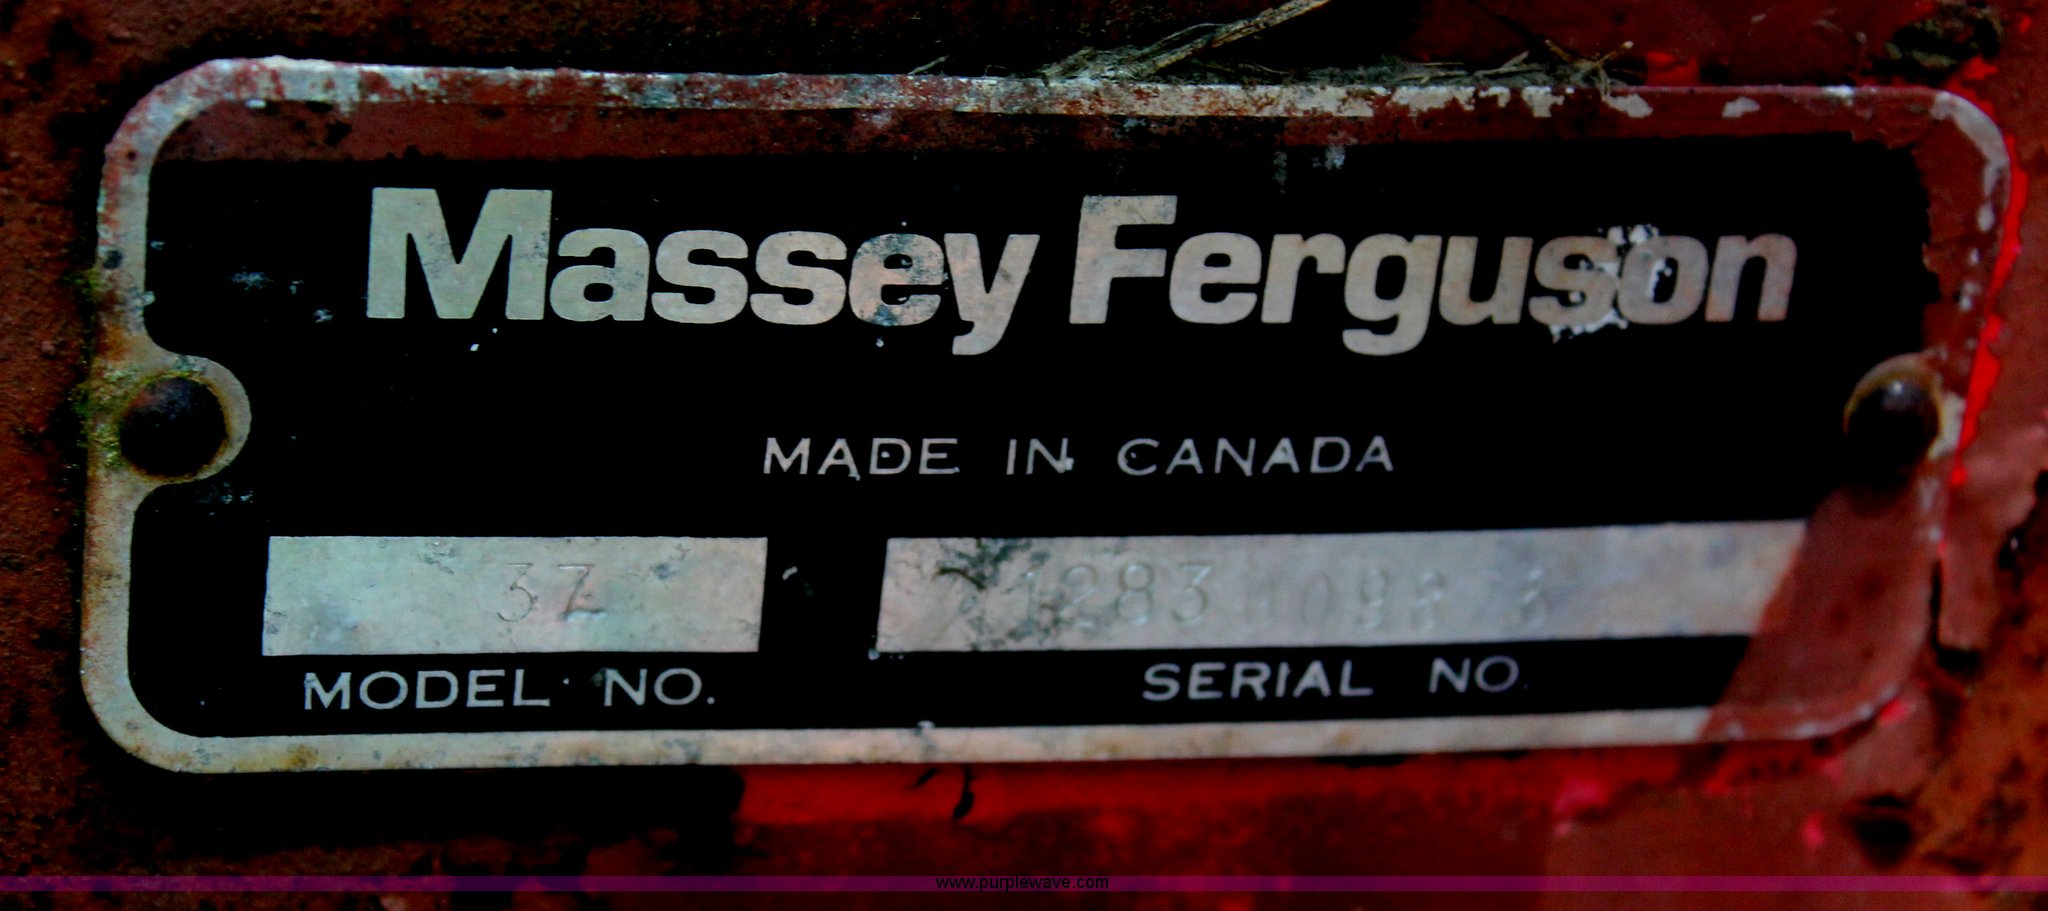 Massey Ferguson
MADE IN CANADA
37
MODEL NO.
SERIAL NO.
www.purplewave.com